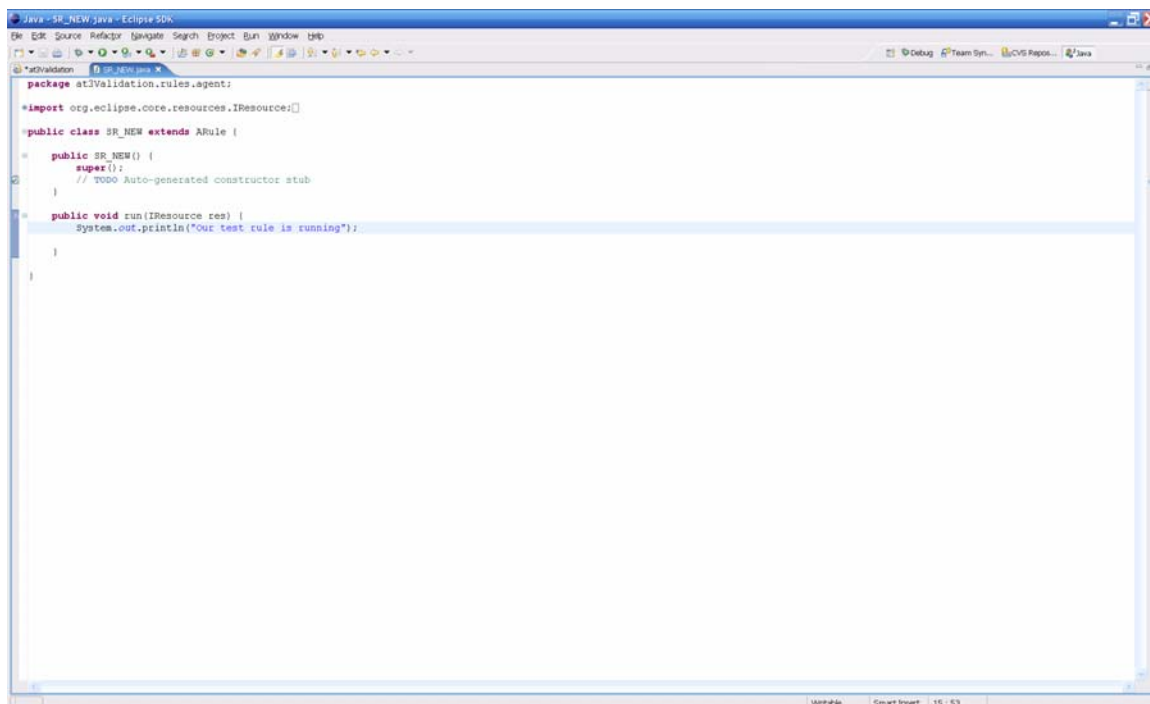 Java - SR_NEW.java - Eclipse SDK
File Edit Source Refactor Navigate Search Project Run Window Help
Debug Team Syn... CVS Repos... Java
*at3Validation SR_NEW.java
package at3Validation.rules.agent;
import org.eclipse.core.resources.IResource;
public class SR_NEW extends ARule {
public SR_NEW() {
super();
// TODO Auto-generated constructor stub
}
public void run(IResource res) {
System.out.println("Our test rule is running");
}
}
Writable Smart Insert 15 : 53